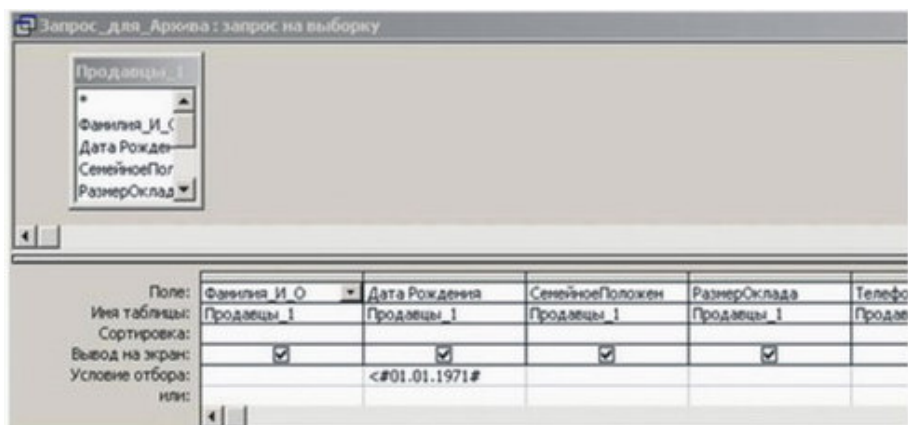 Запрос_для_Архива : запрос на выборку
Продавцы_1
*
Фамилия_И_О
Дата Рожден
СемейноеПол
РазмерОклад
Поле: Фамилия_И_О Дата Рождения СемейноеПоложен РазмерОклада Телефо
Имя таблицы: Продавцы_1 Продавцы_1 Продавцы_1 Продавцы_1 Продав
Сортировка:
Вывод на экран:
Условие отбора: <#01.01.1971#
или: